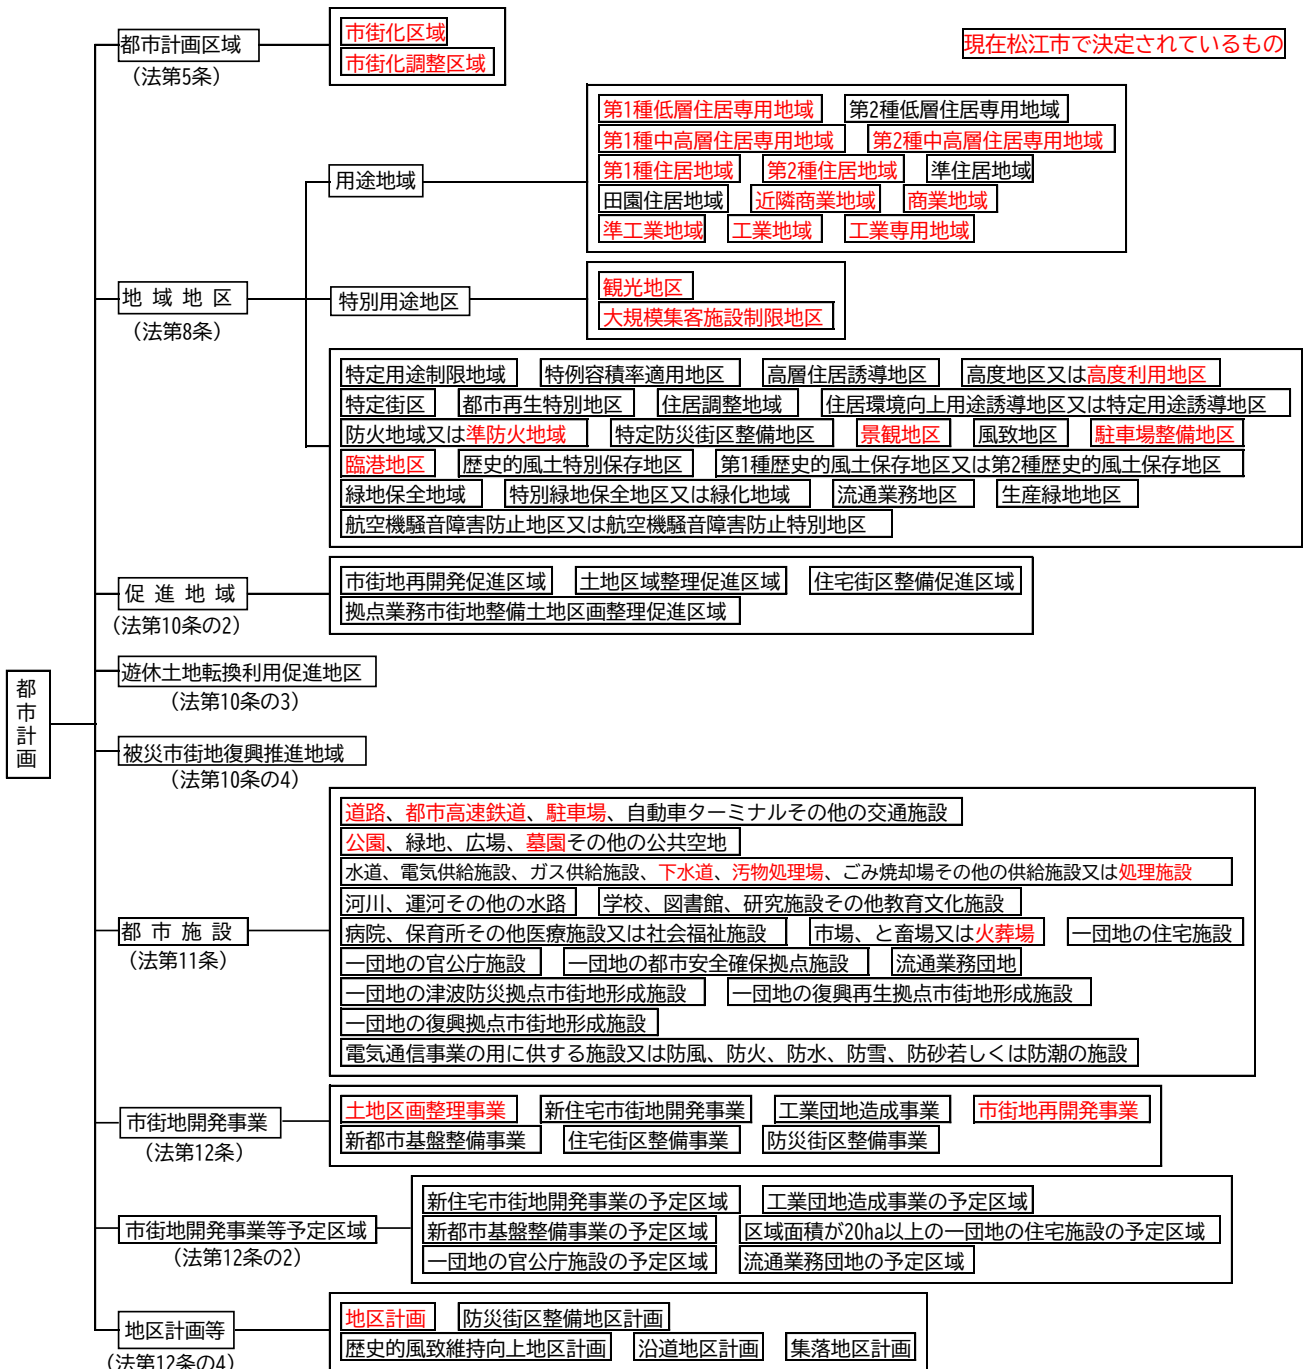 現在松江市で決定されているもの
都市計画
都市計画区域
（法第5条）
市街化区域
市街化調整区域
地域地区
（法第8条）
用途地域
第1種低層住居専用地域 第2種低層住居専用地域
第1種中高層住居専用地域 第2種中高層住居専用地域
第1種住居地域 第2種住居地域 準住居地域
田園住居地域 近隣商業地域 商業地域
準工業地域 工業地域 工業専用地域
特別用途地区
観光地区
大規模集客施設制限地区
特定用途制限地域 特例容積率適用地区 高層住居誘導地区 高度地区又は高度利用地区
特定街区 都市再生特別地区 住居調整地域 住居環境向上用途誘導地区又は特定用途誘導地区
防火地域又は準防火地域 特定防災街区整備地区 景観地区 風致地区 駐車場整備地区
臨港地区 歴史的風土特別保存地区 第1種歴史的風土保存地区又は第2種歴史的風土保存地区
緑地保全地域 特別緑地保全地区又は緑化地域 流通業務地区 生産緑地地区
航空機騒音障害防止地区又は航空機騒音障害防止特別地区
促進地域
（法第10条の2）
市街地再開発促進区域 土地区域整理促進区域 住宅街区整備促進区域
拠点業務市街地整備土地区画整理促進区域
遊休土地転換利用促進地区
（法第10条の3）
被災市街地復興推進地域
（法第10条の4）
都市施設
（法第11条）
道路、都市高速鉄道、駐車場、自動車ターミナルその他の交通施設
公園、緑地、広場、墓園その他の公共空地
水道、電気供給施設、ガス供給施設、下水道、汚物処理場、ごみ焼却場その他の供給施設又は処理施設
河川、運河その他の水路 学校、図書館、研究施設その他教育文化施設
病院、保育所その他医療施設又は社会福祉施設 市場、と畜場又は火葬場 一団地の住宅施設
一団地の官公庁施設 一団地の都市安全確保拠点施設 流通業務団地
一団地の津波防災拠点市街地形成施設 一団地の復興再生拠点市街地形成施設
一団地の復興拠点市街地形成施設
電気通信事業の用に供する施設又は防風、防火、防水、防雪、防砂若しくは防潮の施設
市街地開発事業
（法第12条）
土地区画整理事業 新住宅市街地開発事業 工業団地造成事業 市街地再開発事業
新都市基盤整備事業 住宅街区整備事業 防災街区整備事業
市街地開発事業等予定区域
（法第12条の2）
新住宅市街地開発事業の予定区域 工業団地造成事業の予定区域
新都市基盤整備事業の予定区域 区域面積が20ha以上の一団地の住宅施設の予定区域
一団地の官公庁施設の予定区域 流通業務団地の予定区域
地区計画等
（法第12条の4）
地区計画 防災街区整備地区計画
歴史的風致維持向上地区計画 沿道地区計画 集落地区計画